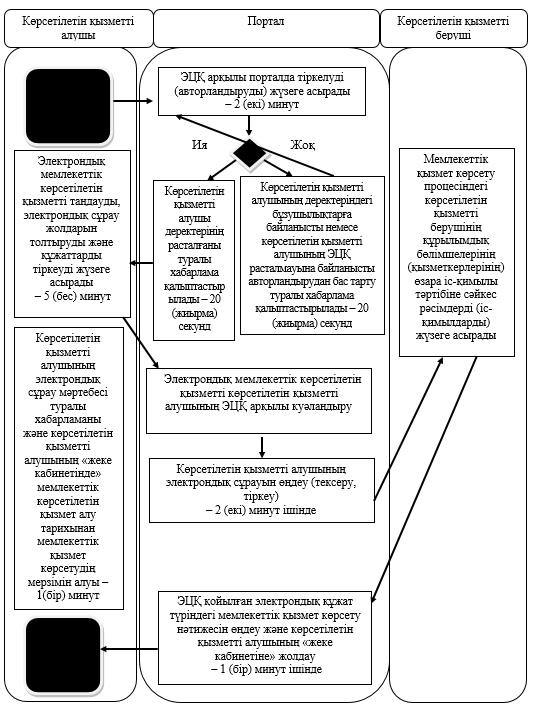 Көрсетілетін қызметті
алушы
Портал
Көрсетілетін қызметті
беруші
ЭЦҚ арқылы порталда тіркелуді
(авторландыруды) жүзеге асырады
– 2 (екі) минут
Ия
Жоқ
Электрондық
мемлекеттік
көрсетілетін
қызметті таңдауды,
электрондық сұрау
жолдарын
толтыруды және
құжаттарды
тіркеуді жүзеге
асырады
– 5 (бес) минут
Көрсетілетін
қызметті
алушы
деректерінің
расталғаны
туралы
хабарлама
қалыптастыр
ылады – 20
(жиырма)
секунд
Көрсетілетін қызметті
алушының деректеріндегі
бұзушылықтарға
байланысты немесе
көрсетілетін қызметті
алушының ЭЦҚ
расталмауына байланысты
авторландырудан бас тарту
туралы хабарлама
қалыптастырылады – 20
(жиырма) секунд
Мемлекеттік
қызмет көрсету
процесіндегі
көрсетілетін
қызметті
берушінің
құрылымдық
бөлімшелерінің
(қызметкерлерінің)
өзара іс-қимылы
тәртібіне сәйкес
рәсімдерді (іс-
қимылдарды)
жүзеге асырады
Көрсетілетін
қызметті
алушының
электрондық
сұрау мәртебесі
туралы
хабарламаны
және көрсетілетін
қызметті
алушының «жеке
кабинетінде»
мемлекеттік
көрсетілетін
қызмет алу
тарихынан
мемлекеттік
қызмет
көрсетудің
мерзімін алуы –
1(бір) минут
Электрондық мемлекеттік көрсетілетін
қызметті көрсетілетін қызметті
алушының ЭЦҚ арқылы куәландыру
Көрсетілетін қызметті алушының
электрондық сұрауын өңдеу (тексеру,
тіркеу)
– 2 (екі) минут ішінде
ЭЦҚ қойылған электрондық құжат
түріндегі мемлекеттік қызмет көрсету
нәтижесін өңдеу және көрсетілетін
қызметті алушының «жеке
кабинетіне» жолдау
– 1 (бір) минут ішінде